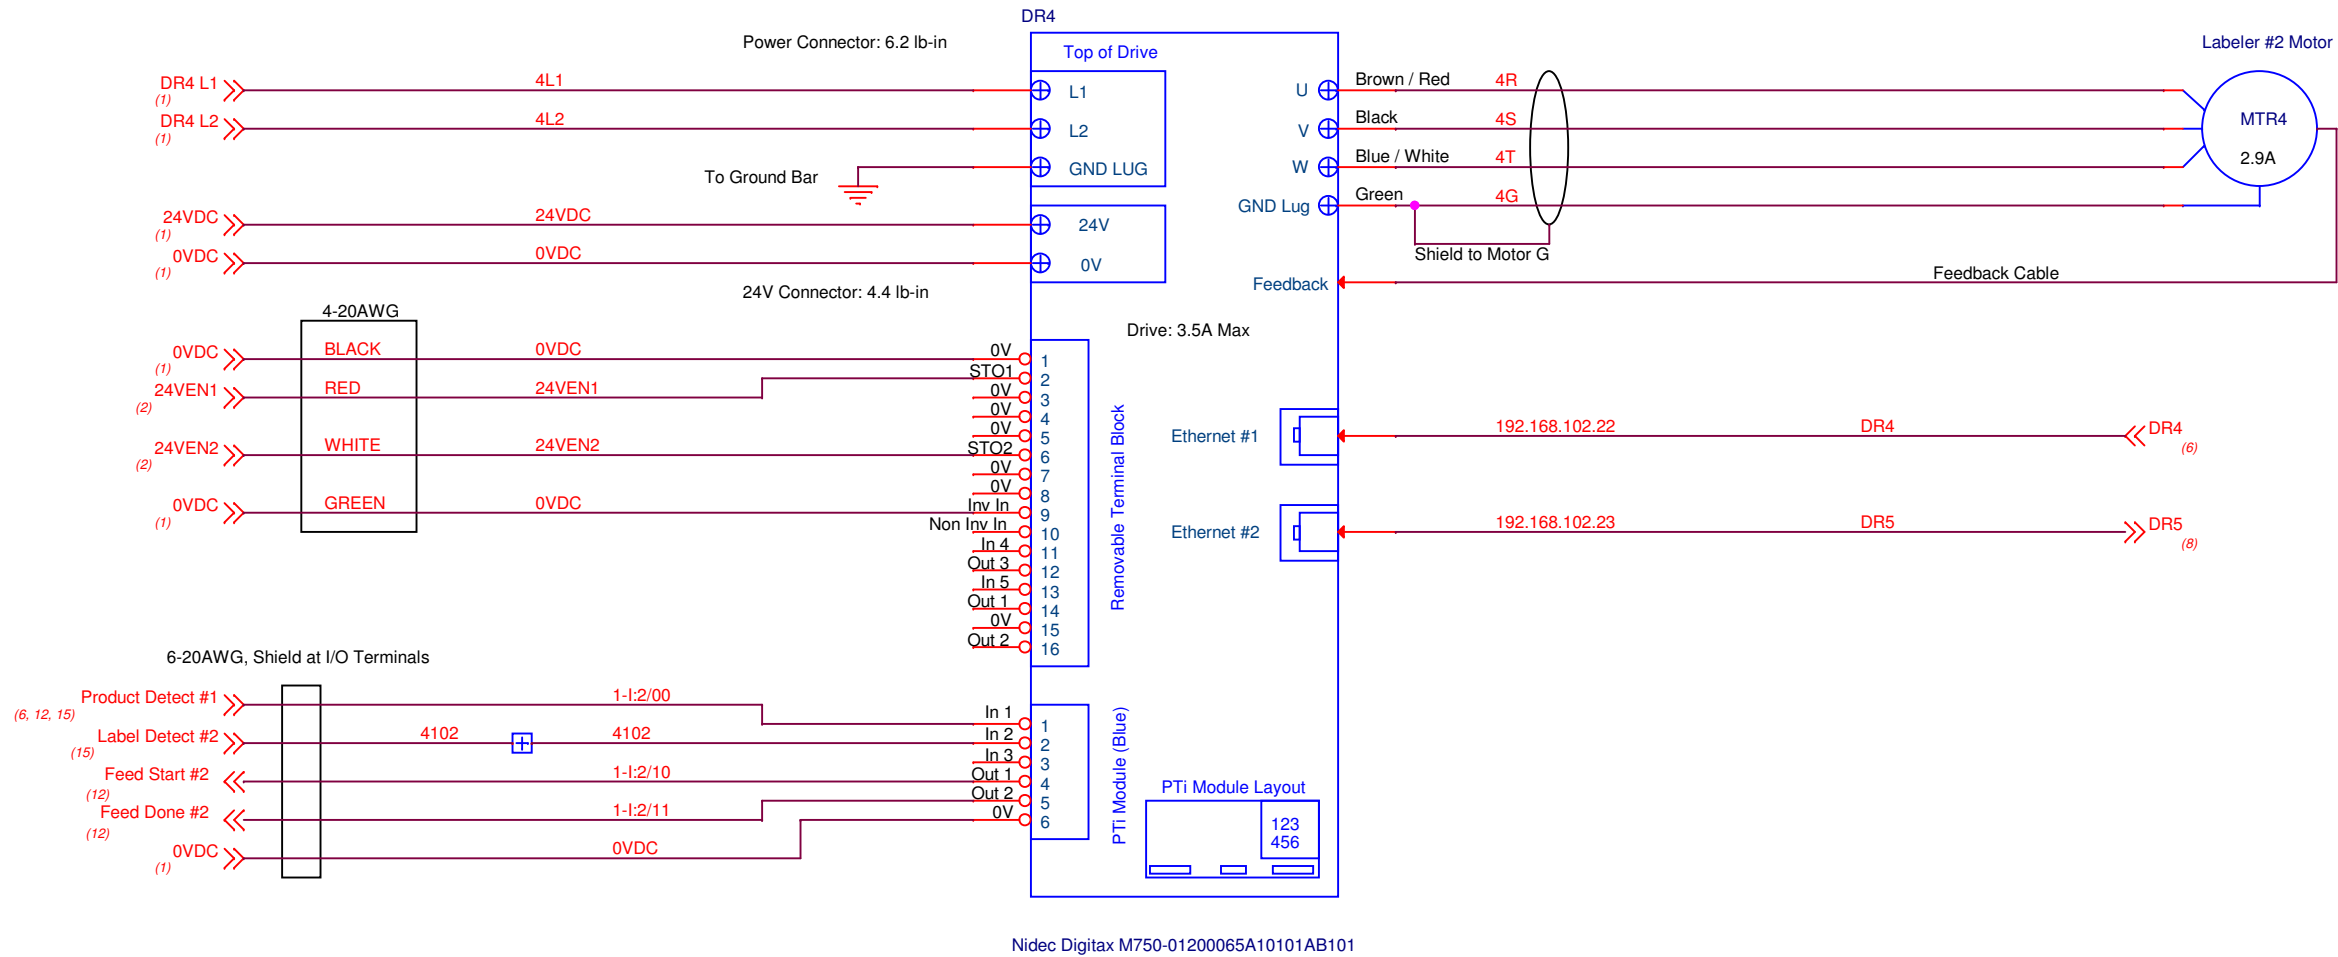 DR4
Power Connector: 6.2 lb-in
Labeler #2 Motor
Top of Drive
DR4 L1
(1)
4L1
L1
U
Brown / Red
4R
DR4 L2
(1)
4L2
L2
V
Black
4S
MTR4
2.9A
To Ground Bar
GND LUG
W
Blue / White
4T
GND Lug
Green
4G
24VDC
(1)
24VDC
24V
0VDC
(1)
0VDC
0V
Shield to Motor G
Feedback
Feedback Cable
24V Connector: 4.4 lb-in
Drive: 3.5A Max
4-20AWG
0VDC
(1)
BLACK
0VDC
24VEN1
(2)
RED
24VEN1
24VEN2
(2)
WHITE
24VEN2
0VDC
(1)
GREEN
0VDC
0V 1
STO1 2
0V 3
0V 4
0V 5
STO2 6
0V 7
0V 8
Inv In 9
Non Inv In 10
In 4 11
Out 3 12
In 5 13
Out 1 14
0V 15
Out 2 16
Removable Terminal Block
Ethernet #1
192.168.102.22
DR4
DR4
(6)
Ethernet #2
192.168.102.23
DR5
DR5
(8)
6-20AWG, Shield at I/O Terminals
Product Detect #1
(6, 12, 15)
1-I:2/00
Label Detect #2
(15)
4102
4102
Feed Start #2
(12)
1-I:2/10
Feed Done #2
(12)
1-I:2/11
0VDC
(1)
0VDC
In 1 1
In 2 2
In 3 3
Out 1 4
Out 2 5
0V 6
PTi Module (Blue)
PTi Module Layout
123
456
Nidec Digitax M750-01200065A10101AB101